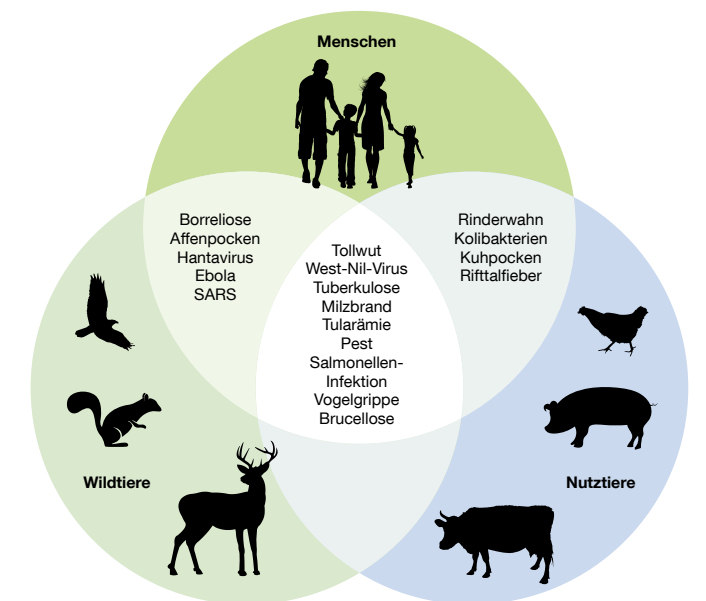 Menschen
Borreliose
Affenpocken
Hantavirus
Ebola
SARS
Tollwut
West-Nil-Virus
Tuberkulose
Milzbrand
Tularämie
Pest
Salmonellen-
Infektion
Vogelgrippe
Brucellose
Rinderwahn
Kolibakterien
Kuhpocken
Rifttalfieber
Wildtiere
Nutztiere